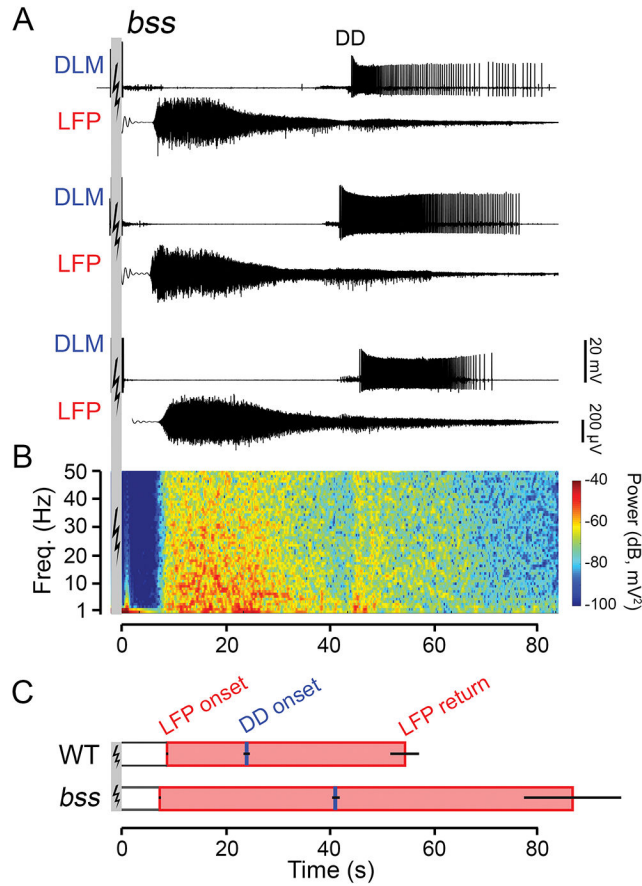 A bss
DD
DLM
LFP
DLM
LFP
DLM
20 mV
LFP
200 µV
B
50
40
30
20
10
1
Freq. (Hz)
-40
-60
-80
-100
Power (dB, mV²)
0 20 40 60 80
C
LFP onset
DD onset
LFP return
WT
bss
0 20 40 60 80
Time (s)